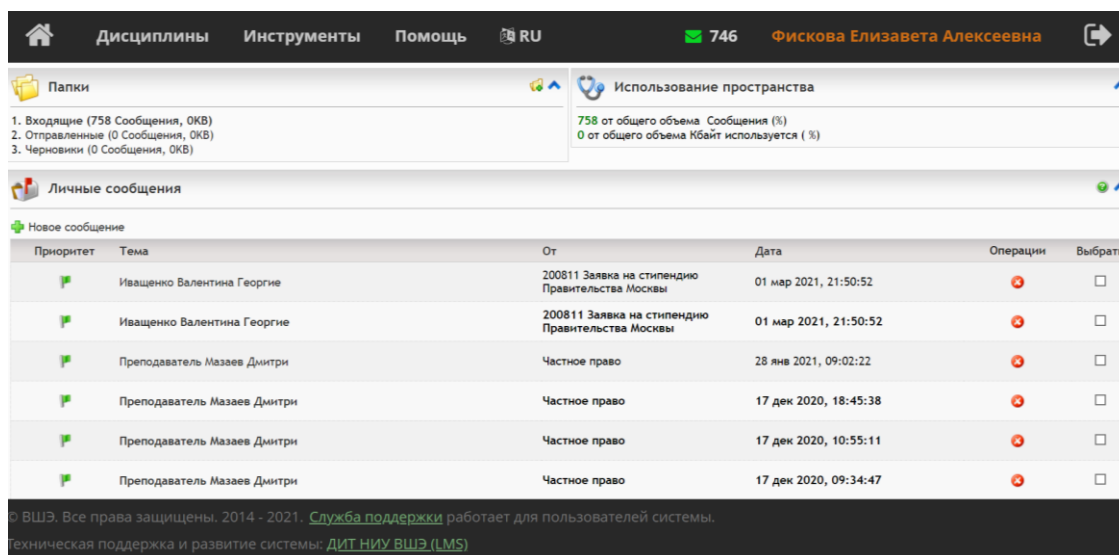 Дисциплины Инструменты Помощь RU 746 Фискова Елизавета Алексеевна
Папки
1. Входящие (758 Сообщения, 0KB)
2. Отправленные (0 Сообщения, 0KB)
3. Черновики (0 Сообщения, 0KB)
Использование пространства
758 от общего объема Сообщения (%)
0 от общего объема Кбайт используется ( %)
Личные сообщения
Новое сообщение
Приоритет Тема От Дата Операции Выбрать
Иващенко Валентина Георгие 200811 Заявка на стипендию Правительства Москвы 01 мар 2021, 21:50:52
Иващенко Валентина Георгие 200811 Заявка на стипендию Правительства Москвы 01 мар 2021, 21:50:52
Преподаватель Мазаев Дмитри Частное право 28 янв 2021, 09:02:22
Преподаватель Мазаев Дмитри Частное право 17 дек 2020, 18:45:38
Преподаватель Мазаев Дмитри Частное право 17 дек 2020, 10:55:11
Преподаватель Мазаев Дмитри Частное право 17 дек 2020, 09:34:47
© ВШЭ. Все права защищены. 2014 - 2021. Служба поддержки работает для пользователей системы.
Техническая поддержка и развитие системы: ДИТ НИУ ВШЭ (LMS)